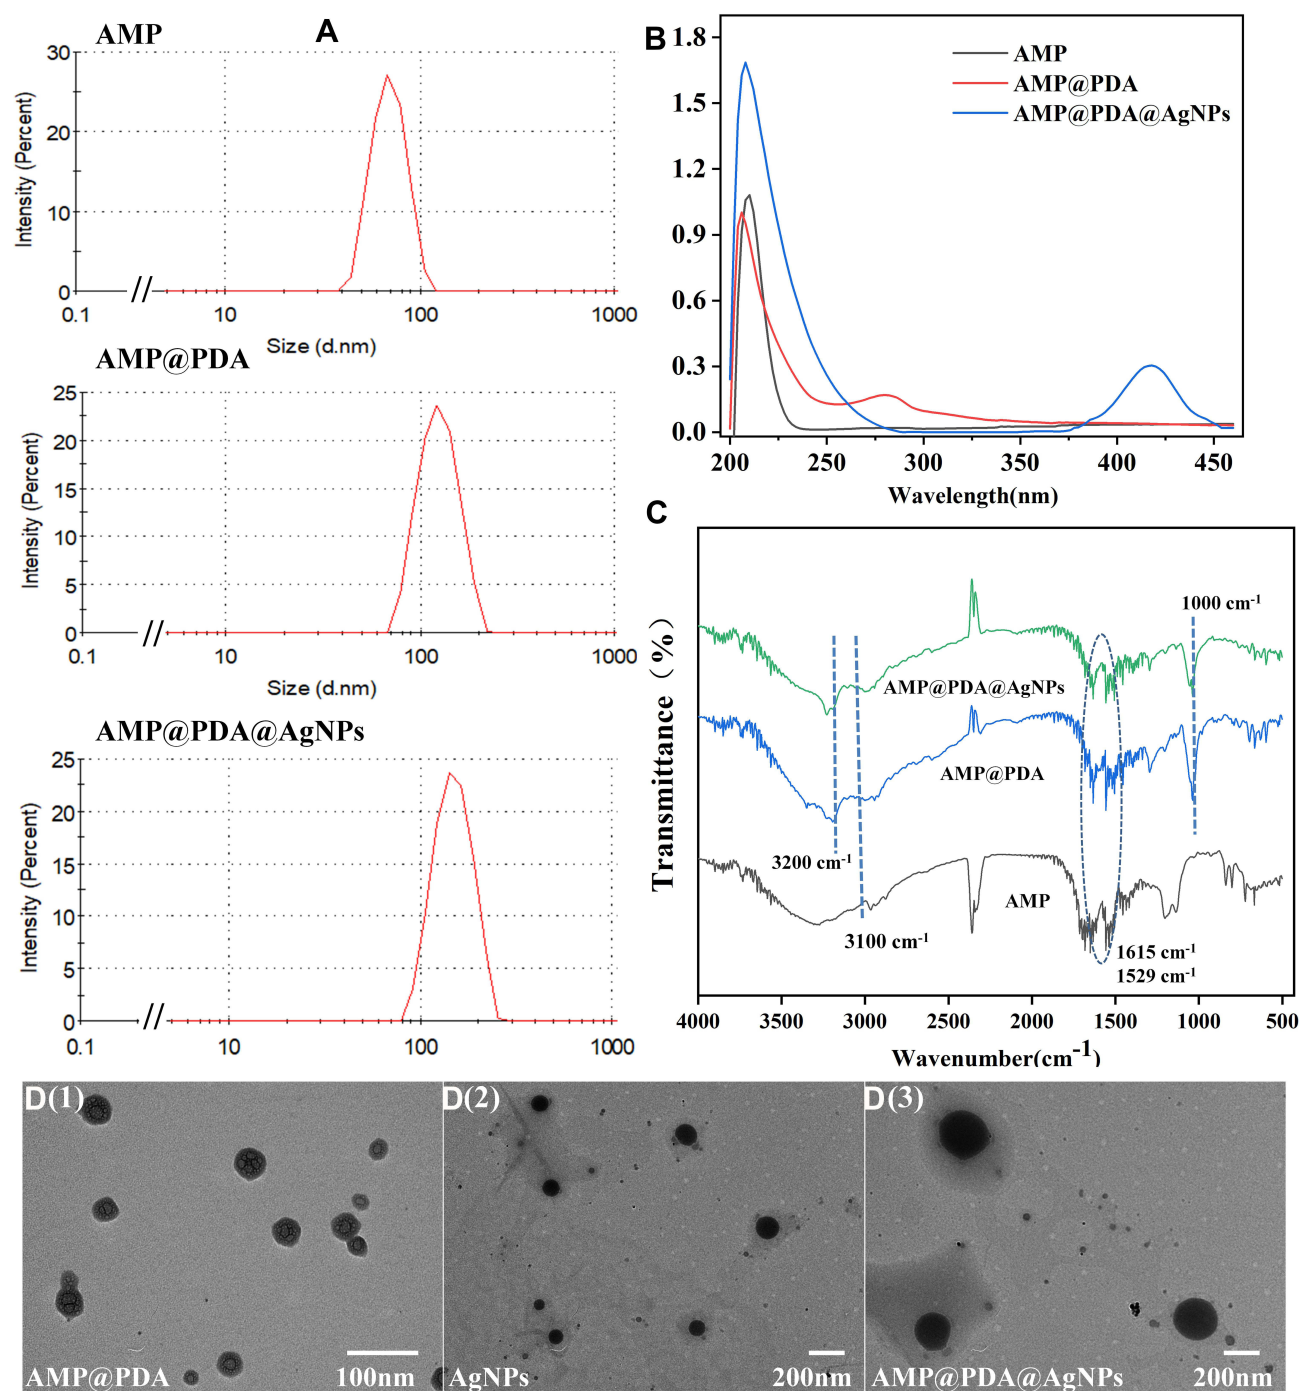 AMP
A
30
20
10
0
Intensity (Percent)
0.1
10
100
1000
Size (d.nm)
AMP@PDA
25
20
15
10
5
0
Intensity (Percent)
0.1
10
100
1000
Size (d.nm)
AMP@PDA@AgNPs
25
20
15
10
5
0
Intensity (Percent)
0.1
10
100
1000
B
1.8
1.5
1.2
0.9
0.6
0.3
0.0
AMP
AMP@PDA
AMP@PDA@AgNPs
200 250 300 350 400 450
Wavelength(nm)
C
Transmittance (%)
1000 cm-1
AMP@PDA@AgNPs
AMP@PDA
3200 cm-1
AMP
3100 cm-1
1615 cm-1
1529 cm-1
4000 3500 3000 2500 2000 1500 1000 500
Wavenumber(cm-1)
D(1)
AMP@PDA
100nm
D(2)
AgNPs
200nm
D(3)
AMP@PDA@AgNPs
200nm